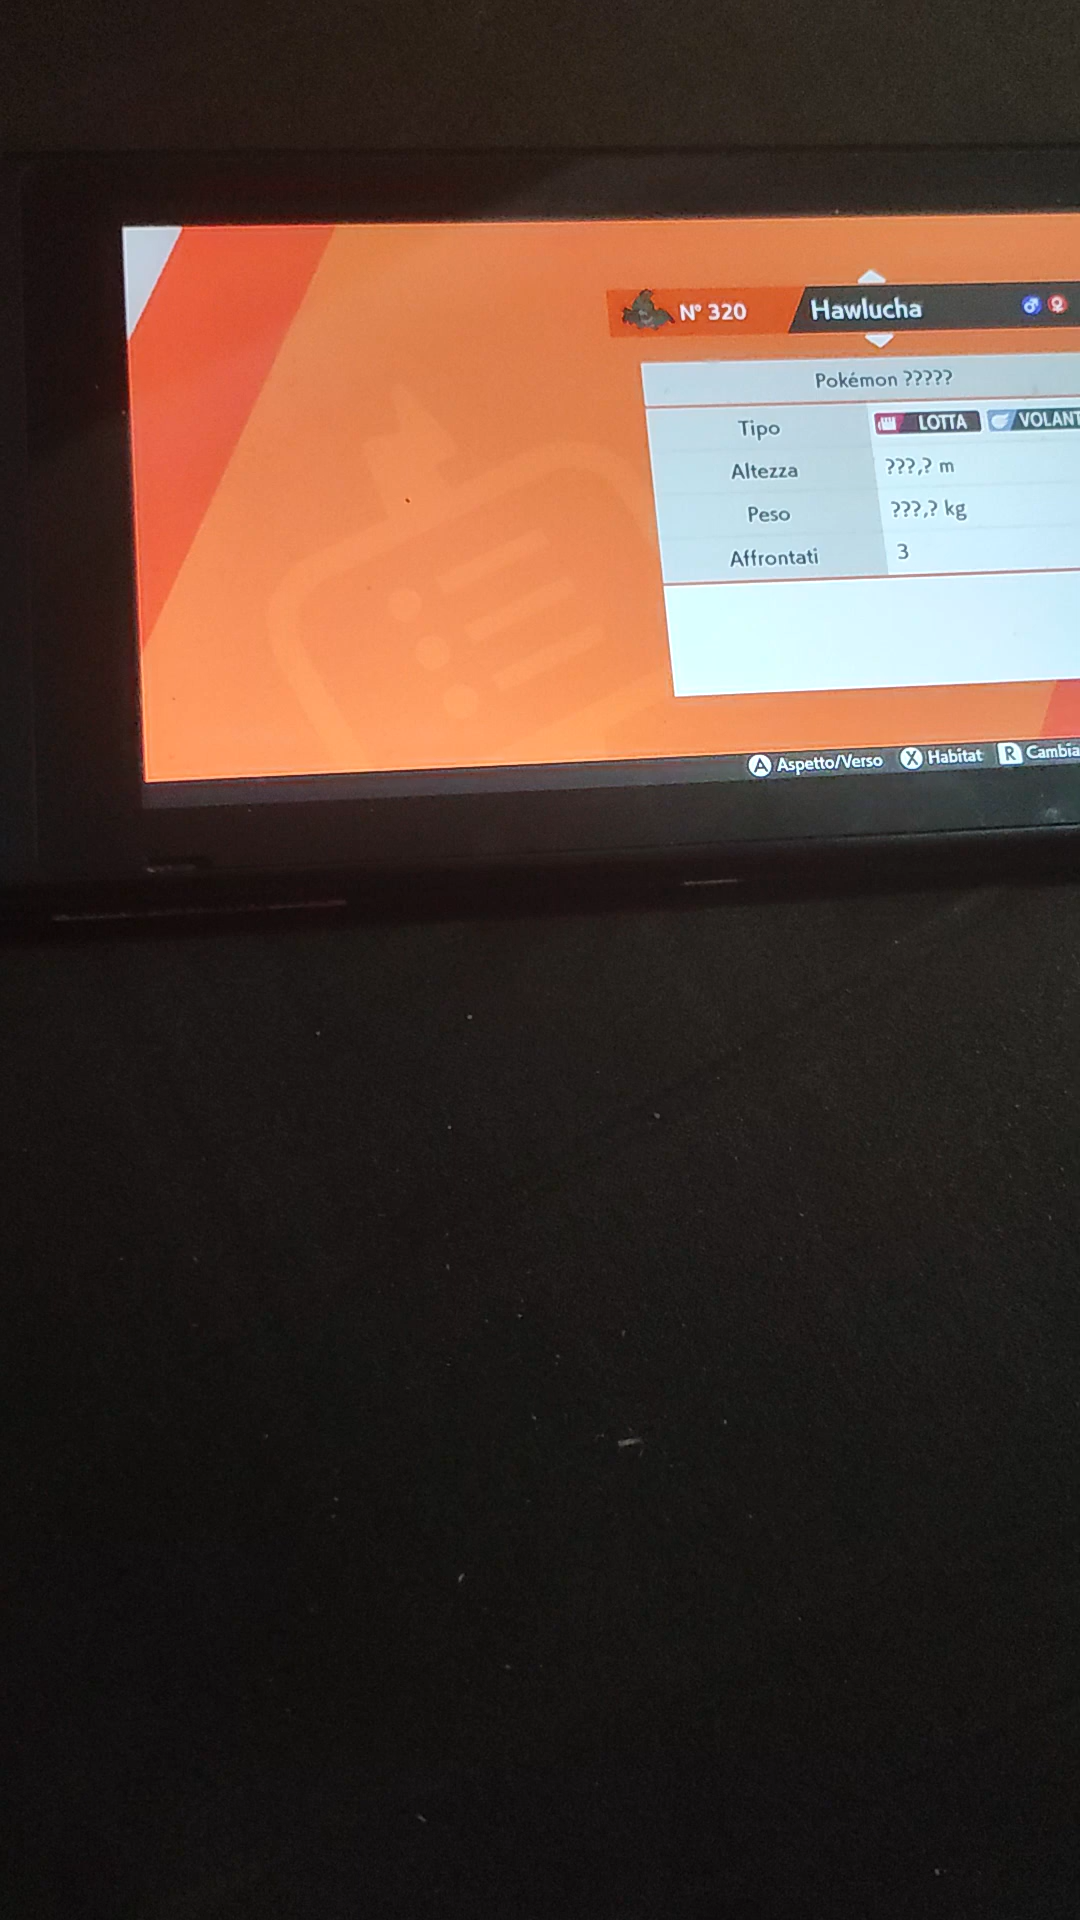 N° 320 Hawlucha
Pokémon ?????
Tipo LOTTA VOLANT
Altezza ???,? m
Peso ???,? kg
Affrontati 3
A Aspetto/Verso X Habitat R Cambia